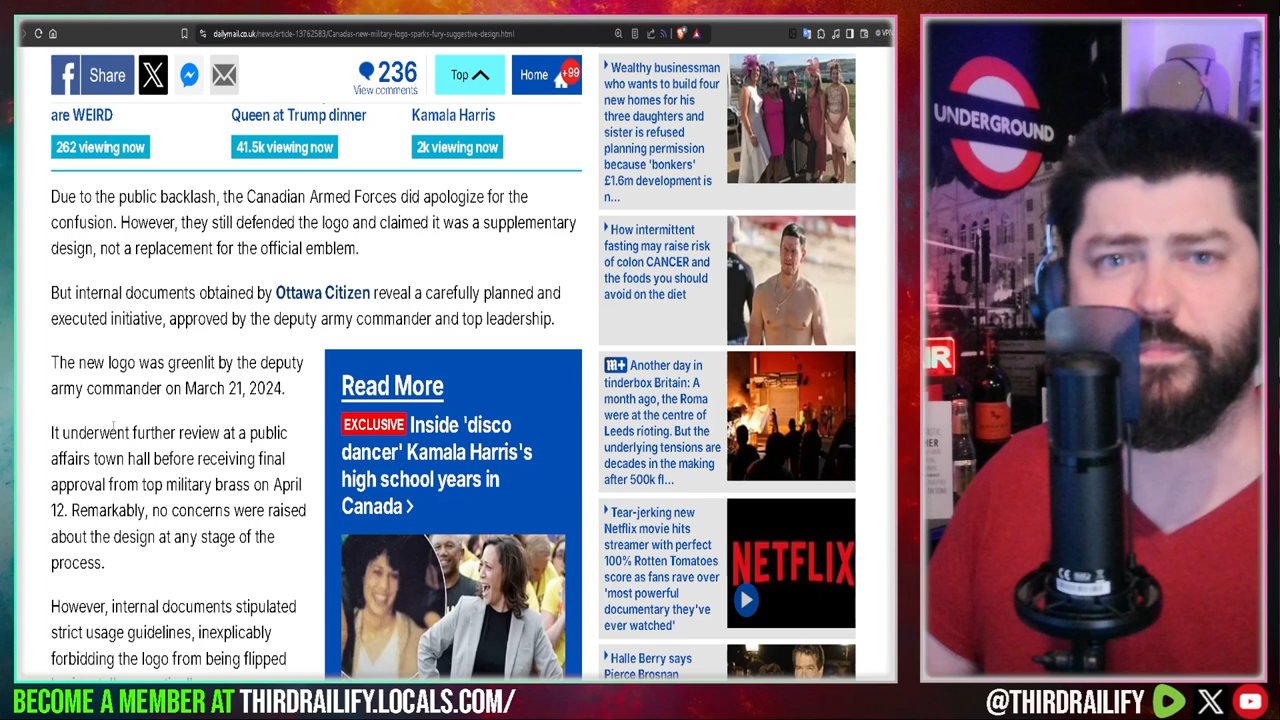 dailymail.co.uk/news/article-13762583/Canadas-new-military-logo-sparks-fury-suggestive-design.html
Share
236
View comments
Top
Home
+99
are WEIRD
Queen at Trump dinner
Kamala Harris
262 viewing now
41.5k viewing now
2k viewing now
Due to the public backlash, the Canadian Armed Forces did apologize for the
confusion. However, they still defended the logo and claimed it was a supplementary
design, not a replacement for the official emblem.
But internal documents obtained by Ottawa Citizen reveal a carefully planned and
executed initiative, approved by the deputy army commander and top leadership.
The new logo was greenlit by the deputy
army commander on March 21, 2024.
It underwent further review at a public
affairs town hall before receiving final
approval from top military brass on April
12. Remarkably, no concerns were raised
about the design at any stage of the
process.
However, internal documents stipulated
strict usage guidelines, inexplicably
forbidding the logo from being flipped
Read More
EXCLUSIVE Inside 'disco
dancer' Kamala Harris's
high school years in
Canada >
Wealthy businessman
who wants to build four
new homes for his
three daughters and
sister is refused
planning permission
because 'bonkers'
£1.6m development is
n...
How intermittent
fasting may raise risk
of colon CANCER and
the foods you should
avoid on the diet
m+ Another day in
tinderbox Britain: A
month ago, the Roma
were at the centre of
Leeds rioting. But the
underlying tensions are
decades in the making
after 500k fl...
Tear-jerking new
Netflix movie hits
streamer with perfect
100% Rotten Tomatoes
score as fans rave over
'most powerful
documentary they've
ever watched'
NETFLIX
Halle Berry says
Pierce Brosnan
UNDERGROUND
BECOME A MEMBER AT THIRDRAILIFY.LOCALS.COM/
@THIRDRAILIFY